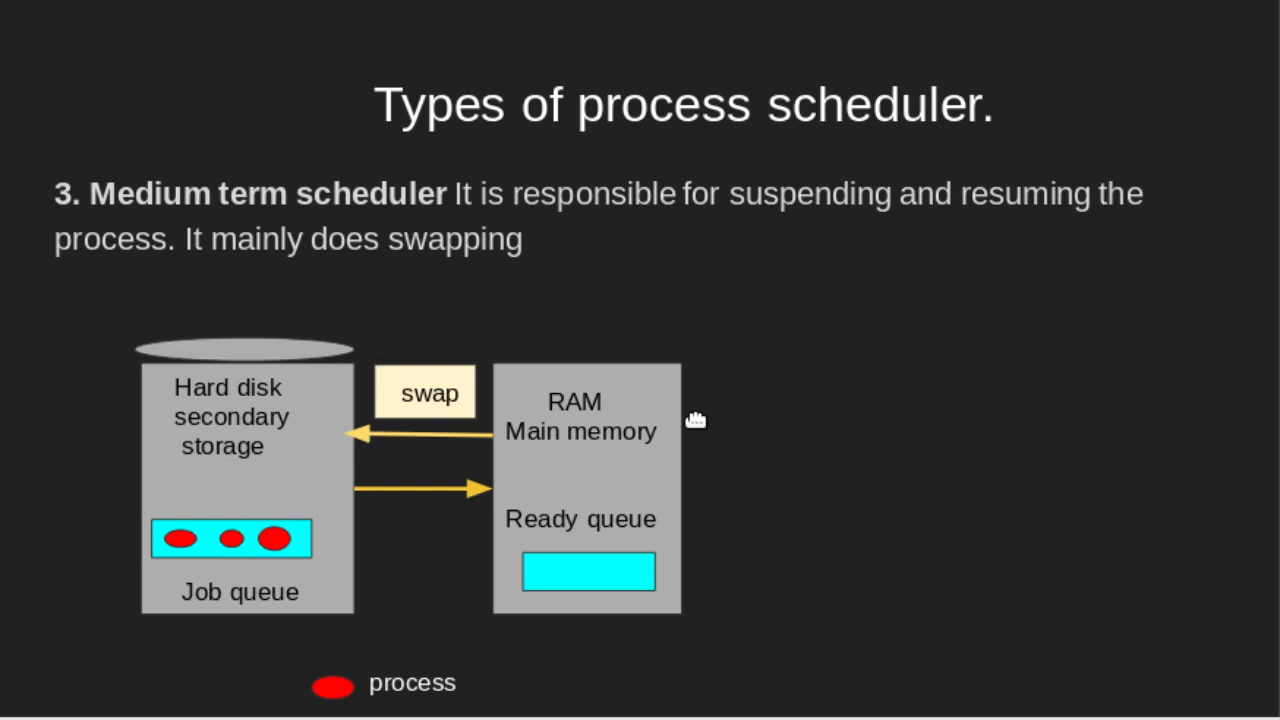 Types of process scheduler.
3. Medium term scheduler It is responsible for suspending and resuming the
process. It mainly does swapping
Hard disk
secondary
storage
swap
RAM
Main memory
Ready queue
Job queue
process